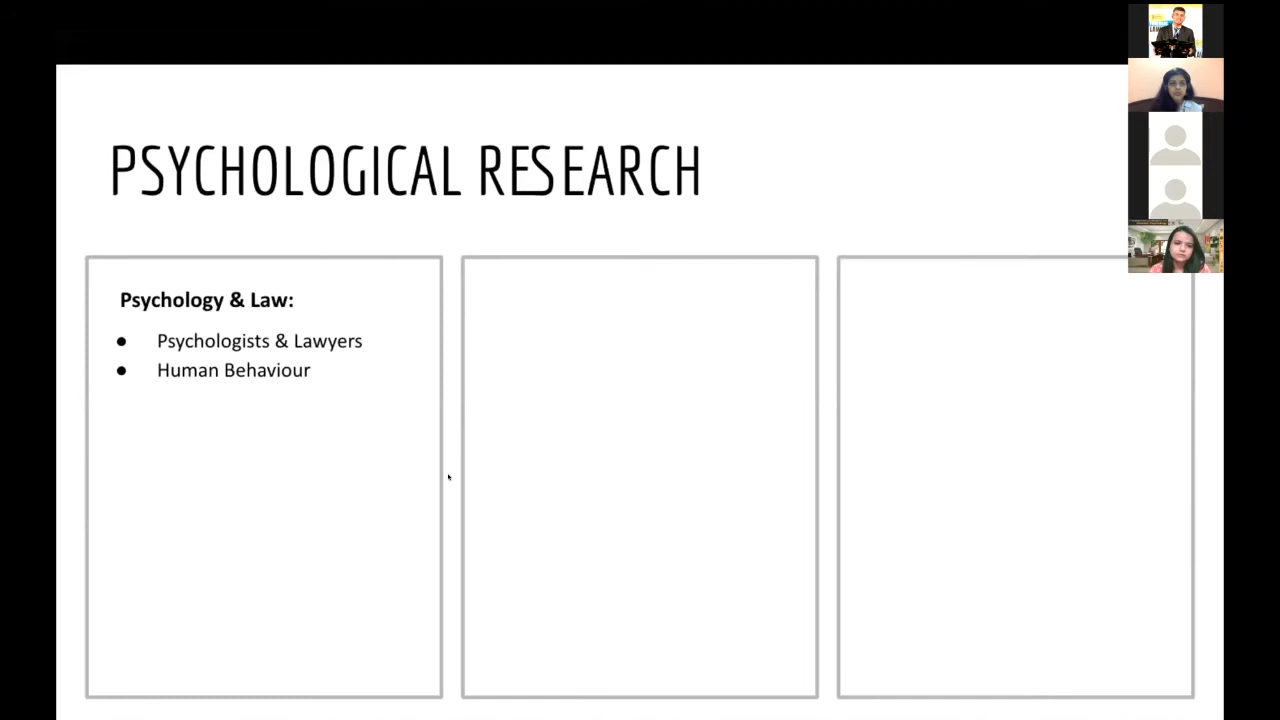 PSYCHOLOGICAL RESEARCH
Psychology & Law:
● Psychologists & Lawyers
● Human Behaviour